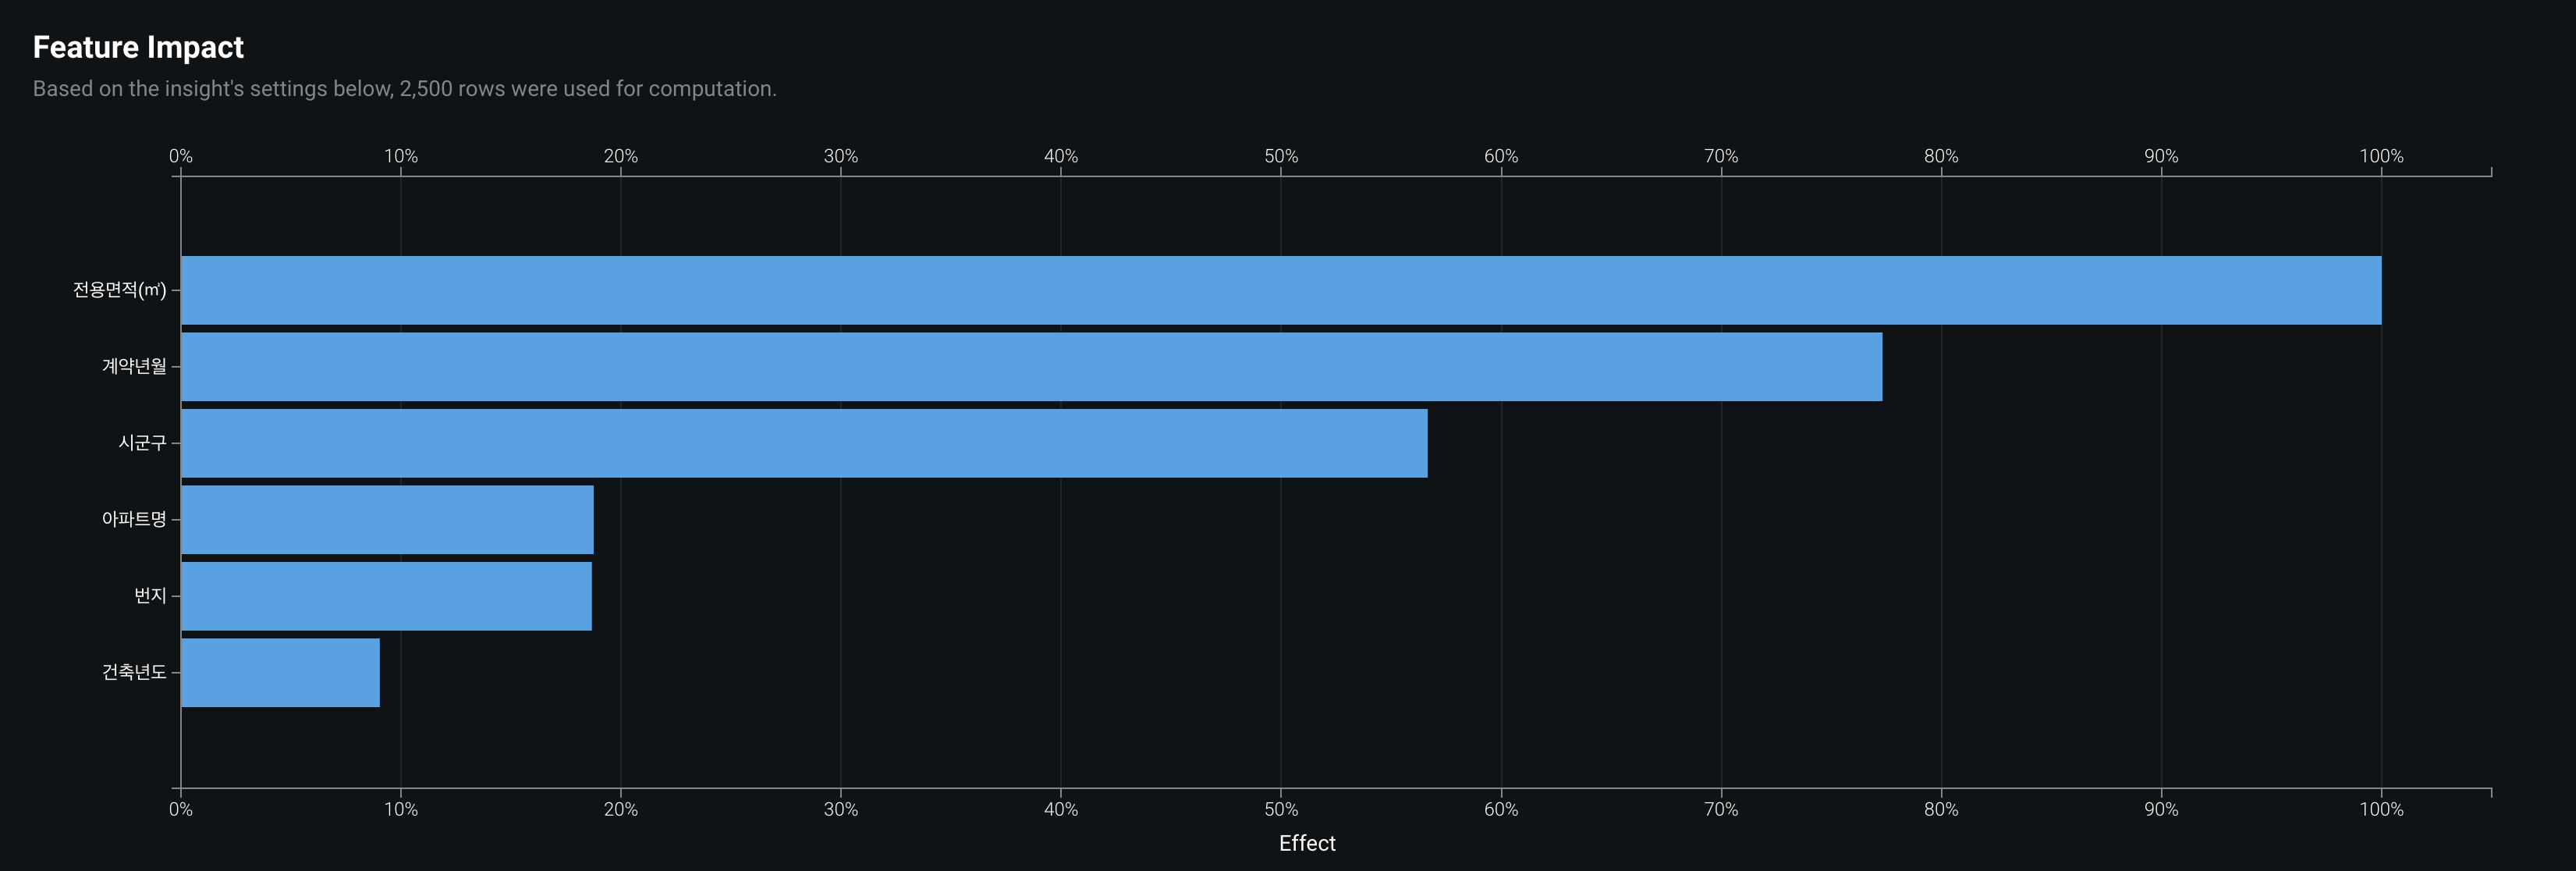 Feature Impact
Based on the insight's settings below, 2,500 rows were used for computation.
0% 10% 20% 30% 40% 50% 60% 70% 80% 90% 100%
전용면적(㎡)
계약년월
시군구
아파트명
번지
건축년도
0% 10% 20% 30% 40% 50% 60% 70% 80% 90% 100%
Effect